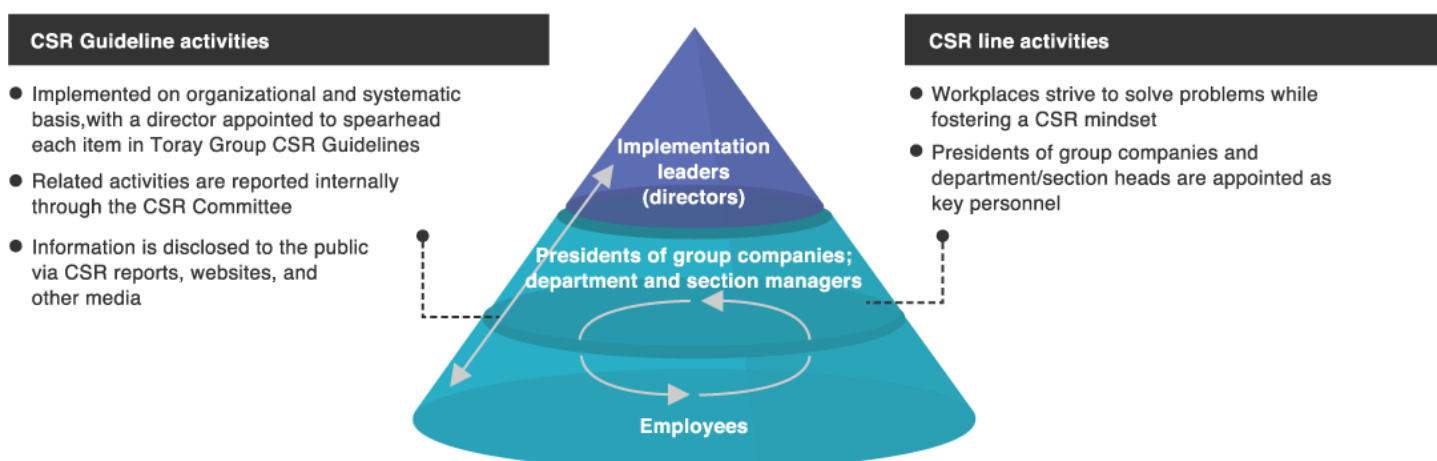 CSR Guideline activities
● Implemented on organizational and systematic
basis,with a director appointed to spearhead
each item in Toray Group CSR Guidelines
● Related activities are reported internally
through the CSR Committee
● Information is disclosed to the public
via CSR reports, websites, and
other media
Implementation
leaders
(directors)
Presidents of group companies;
department and section managers
Employees
CSR line activities
● Workplaces strive to solve problems while
fostering a CSR mindset
● Presidents of group companies and
department/section heads are appointed as
key personnel